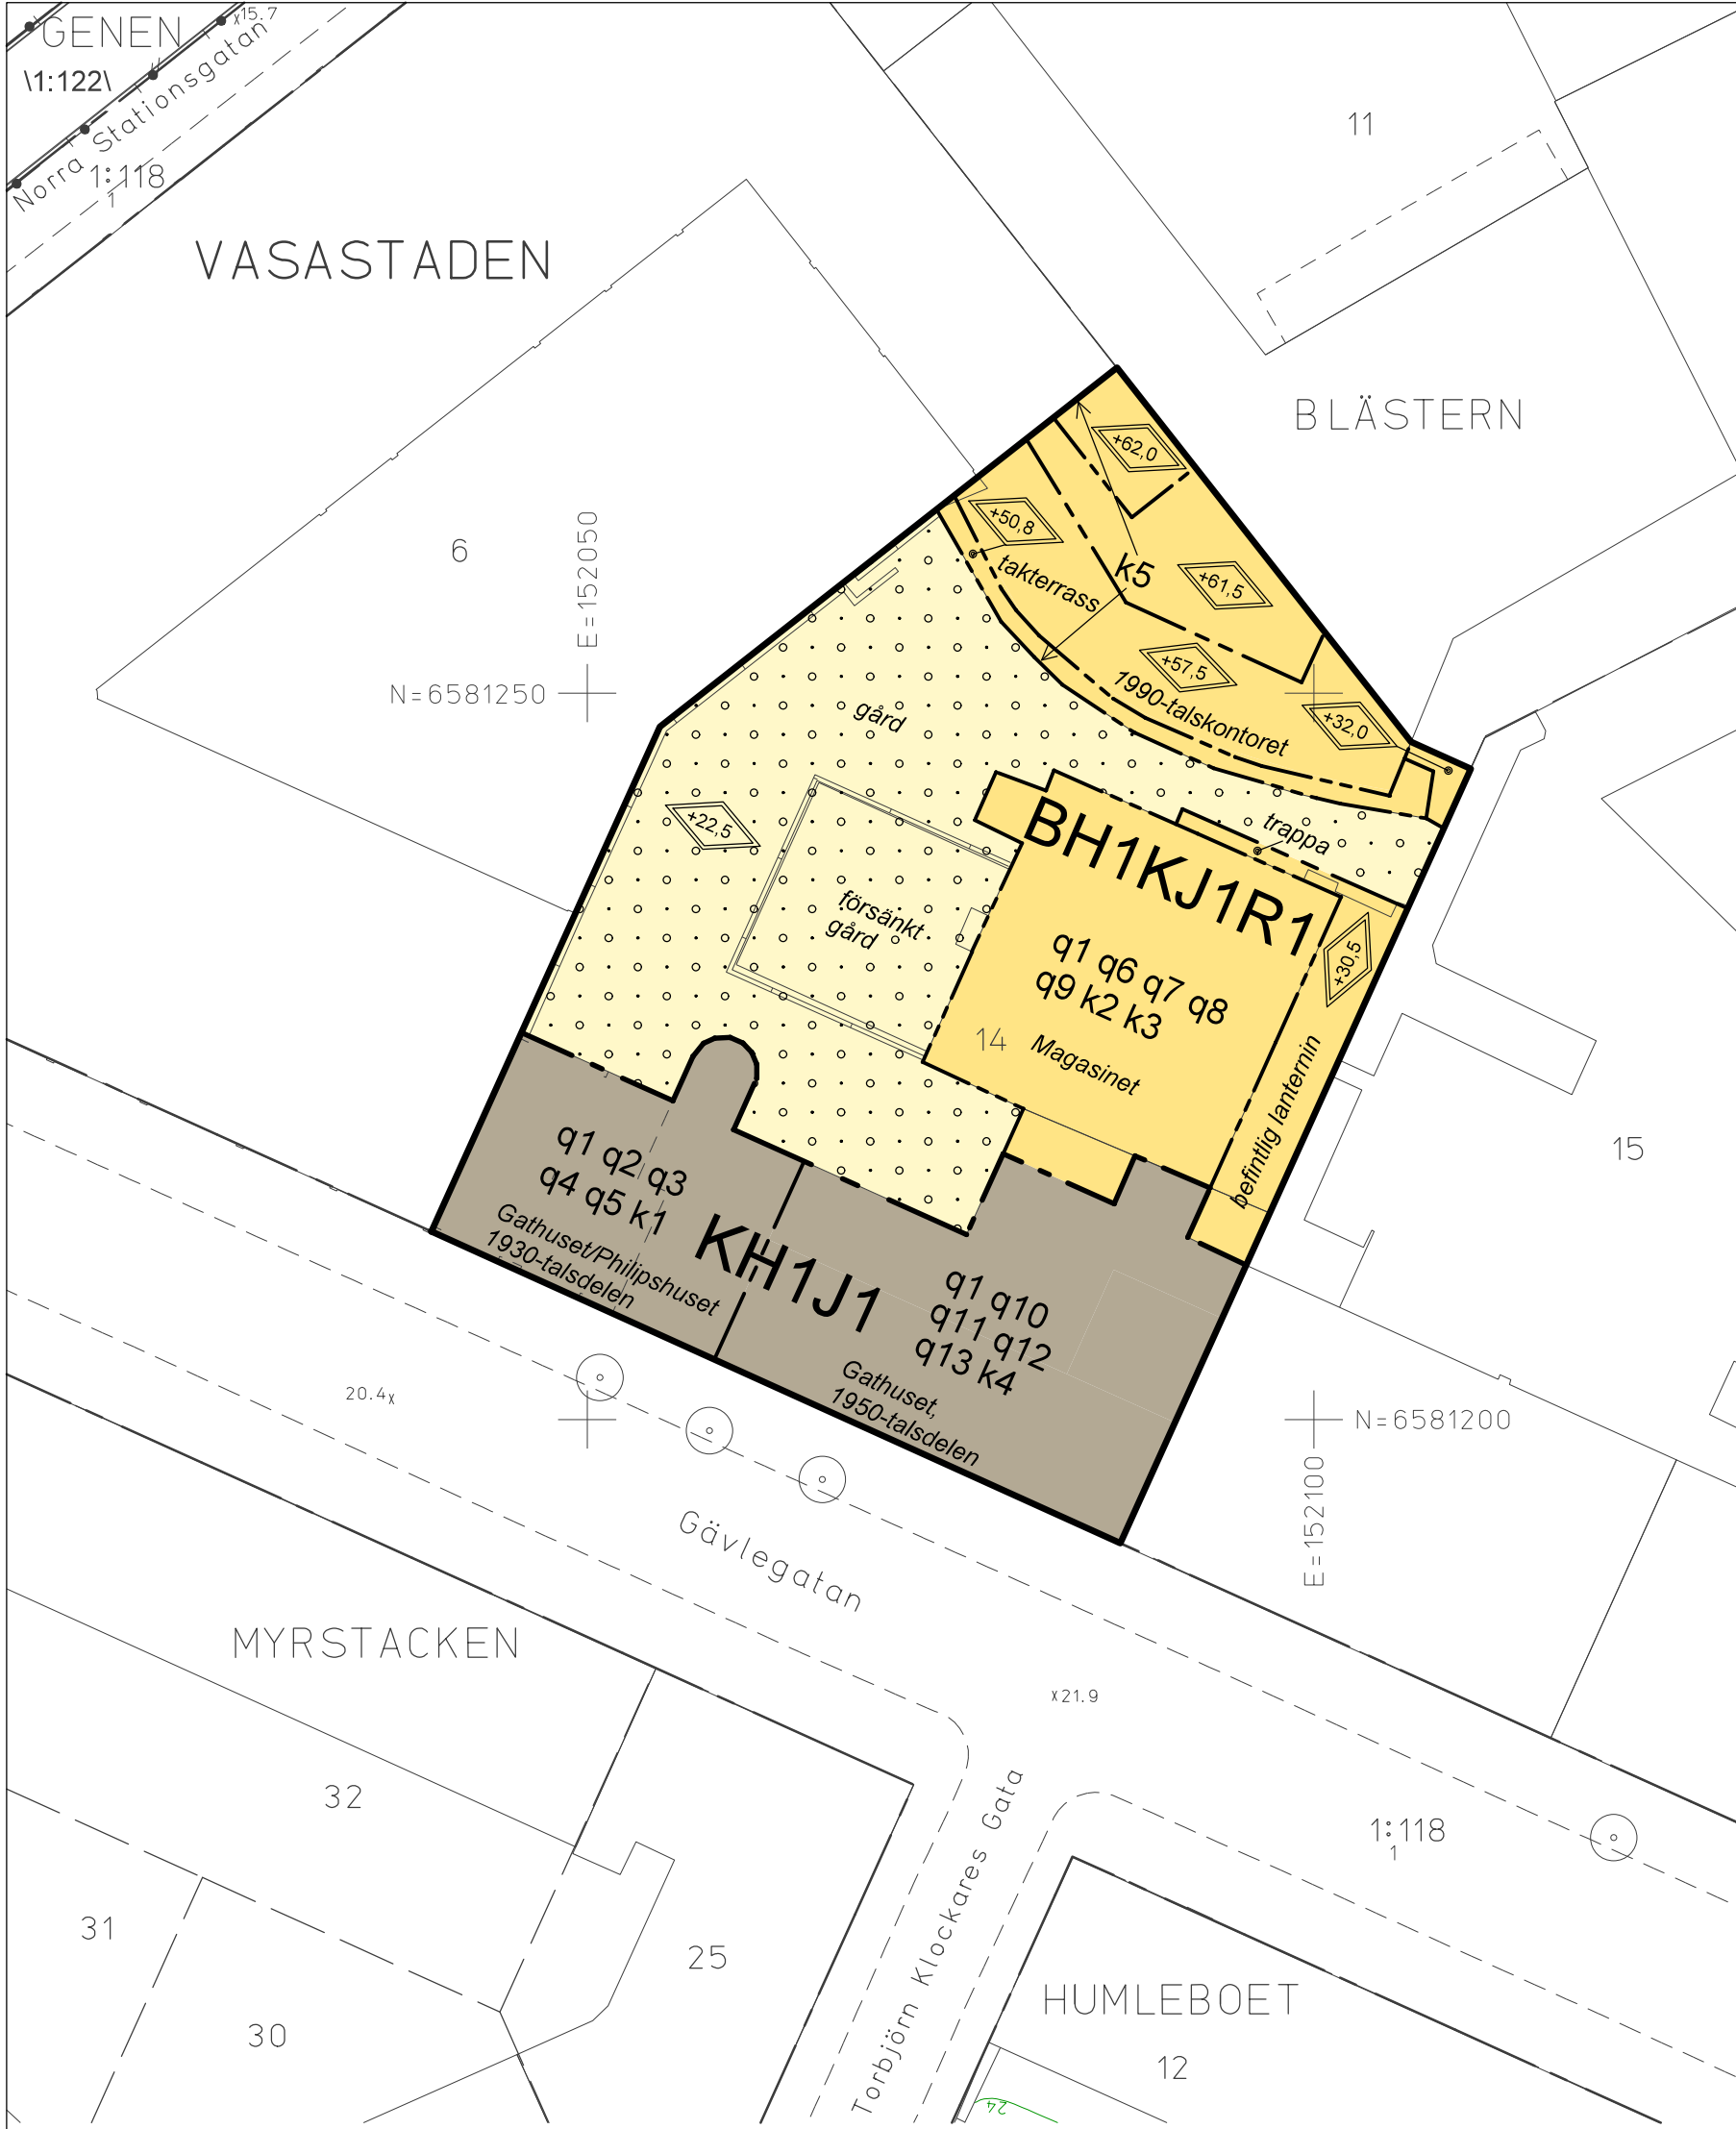 GENEN
\1:122\
x15.7
Norra Stationsgatan
1:118
1
VASASTADEN
11
BLÄSTERN
6
E=152050
N=6581250
+62,0
+50,8
takterrass
k5
+61,5
+57,5
1990-talskontoret
+32,0
gård
+22,5
försänkt
gård
trappa
BH1KJ1R1
q1 q6 q7 q8
q9 k2 k3
14
Magasinet
+30,5
befintlig lanternin
15
q1 q2 q3
q4 q5 k1
Gathuset/Philipshuset
1930-talsdelen
KH1J1
q1 q10
q11 q12
q13 k4
Gathuset,
1950-talsdelen
20.4x
N=6581200
E=152100
Gävlegatan
MYRSTACKEN
x21.9
32
Torbjörn Klockares Gata
1:118
1
31
25
30
HUMLEBOET
12
24